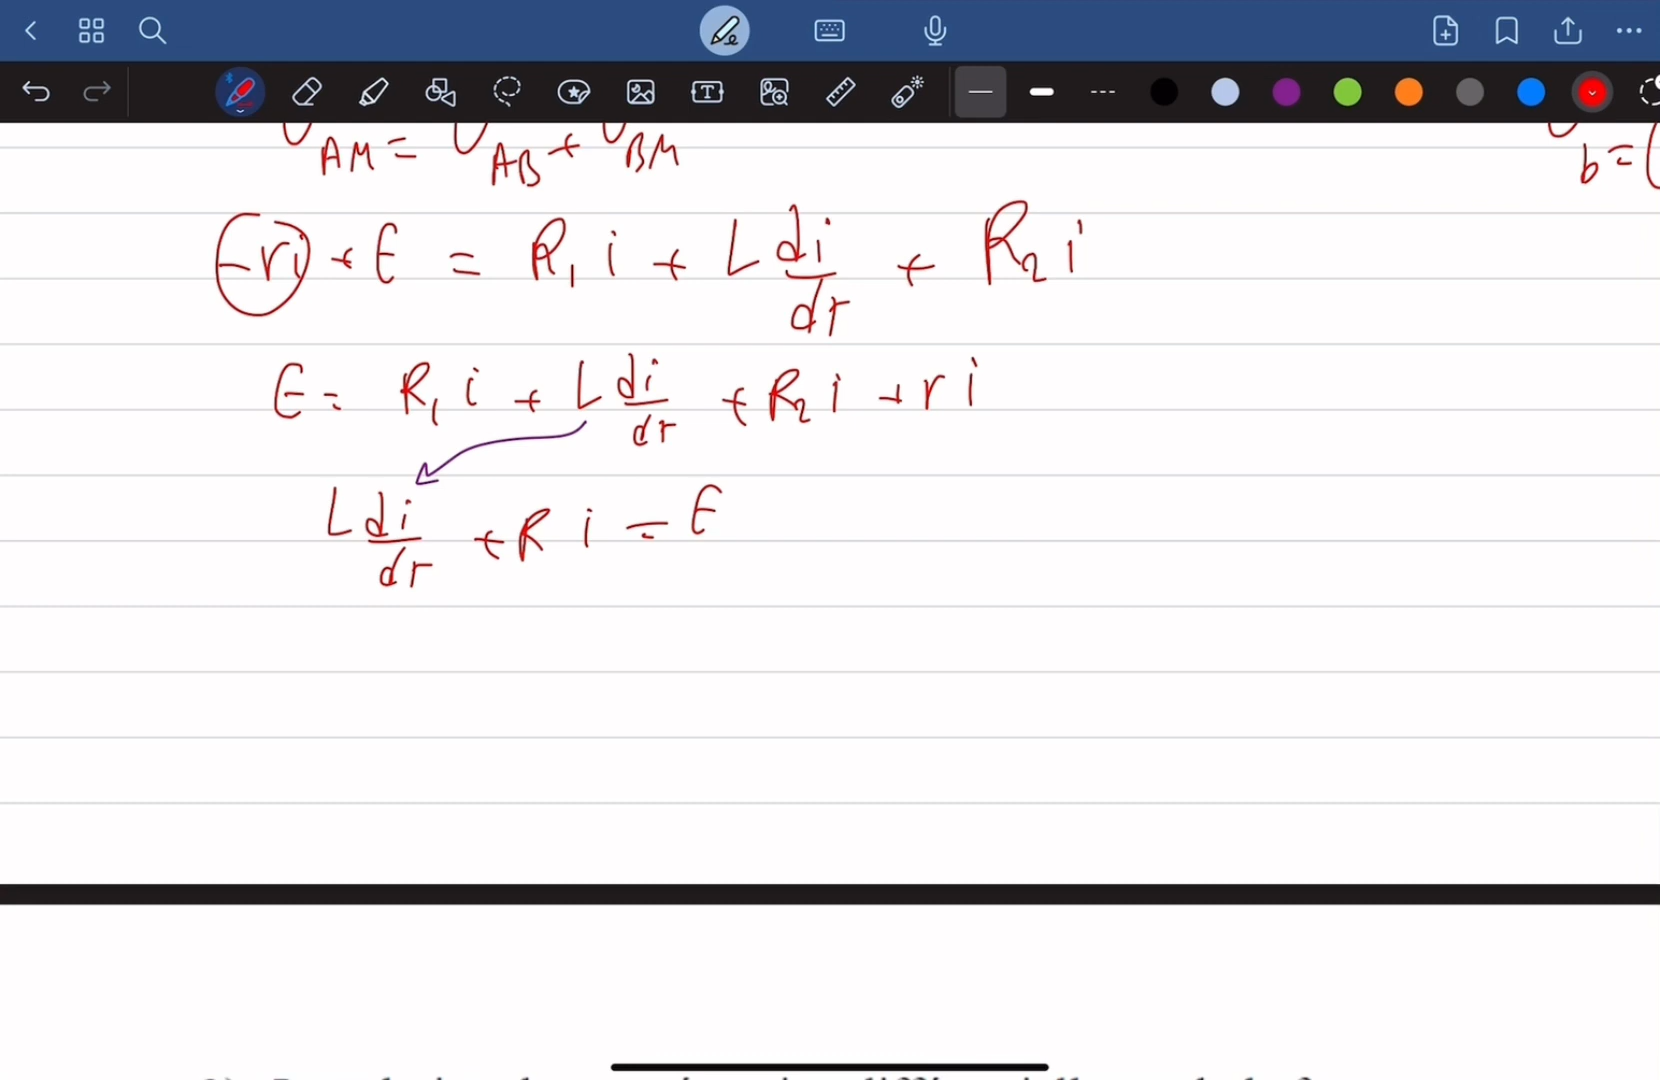 U_AM = U_AB + U_BM
b = (
-ri + E = R₁ i + L di/dt + R₂ i
E = R₁ i + L di/dt + R₂ i + r i
L di/dt + R i = E